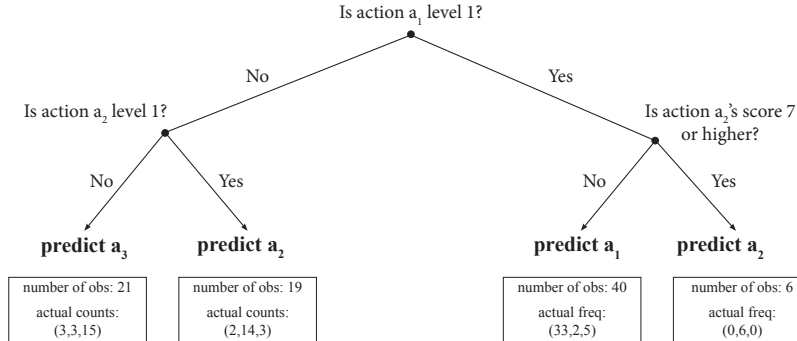 Is action a₁ level 1?
No
Yes
Is action a₂ level 1?
Is action a₂'s score 7
or higher?
No
Yes
No
Yes
predict a₃
predict a₂
predict a₁
predict a₂
number of obs: 21
actual counts:
(3,3,15)
number of obs: 19
actual counts:
(2,14,3)
number of obs: 40
actual freq:
(33,2,5)
number of obs: 6
actual freq:
(0,6,0)